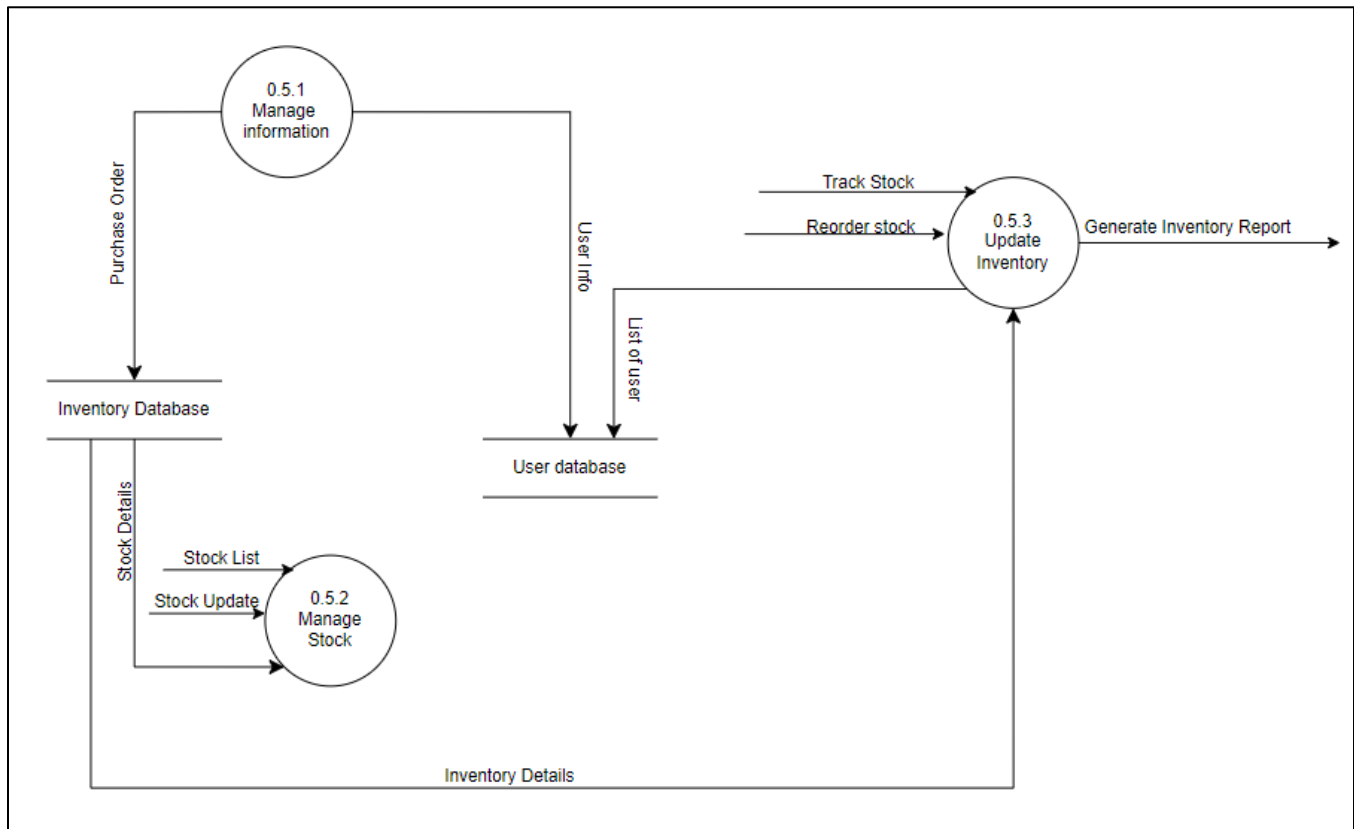 0.5.1
Manage
information
Purchase Order
User Info
Track Stock
Reorder stock
0.5.3
Update
Inventory
Generate Inventory Report
List of user
Inventory Database
User database
Stock Details
Stock List
Stock Update
0.5.2
Manage
Stock
Inventory Details